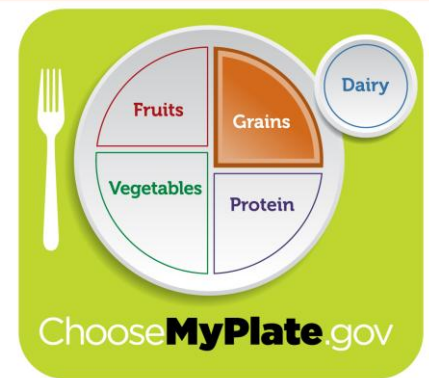 Dairy
Fruits
Grains
Vegetables
Protein
ChooseMyPlate.gov